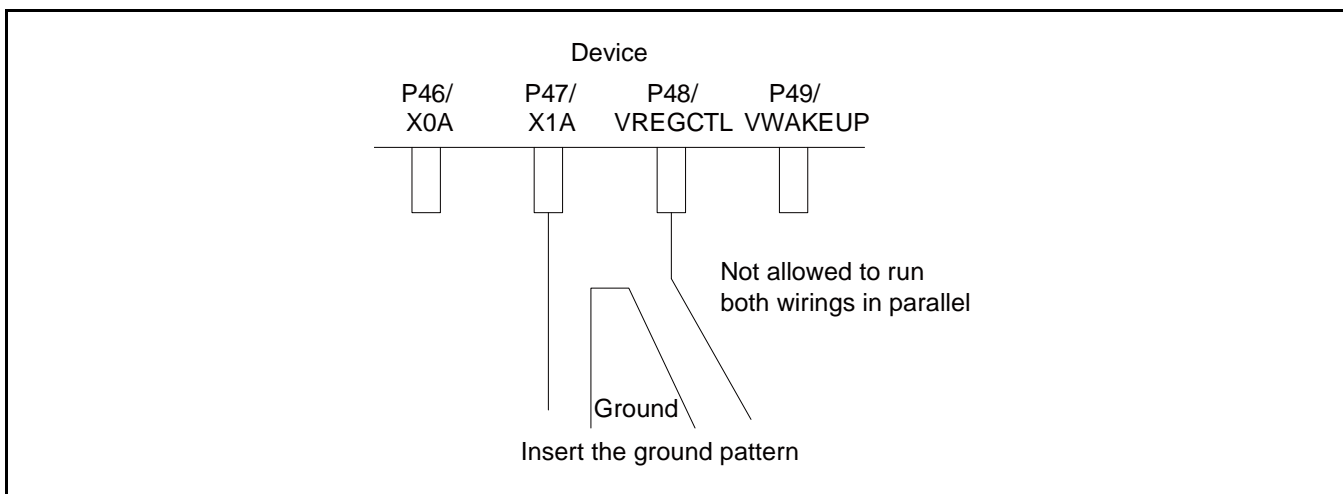 Device
P46/ P47/ P48/ P49/
X0A X1A VREGCTL VWAKEUP
Not allowed to run
both wirings in parallel
Ground
Insert the ground pattern